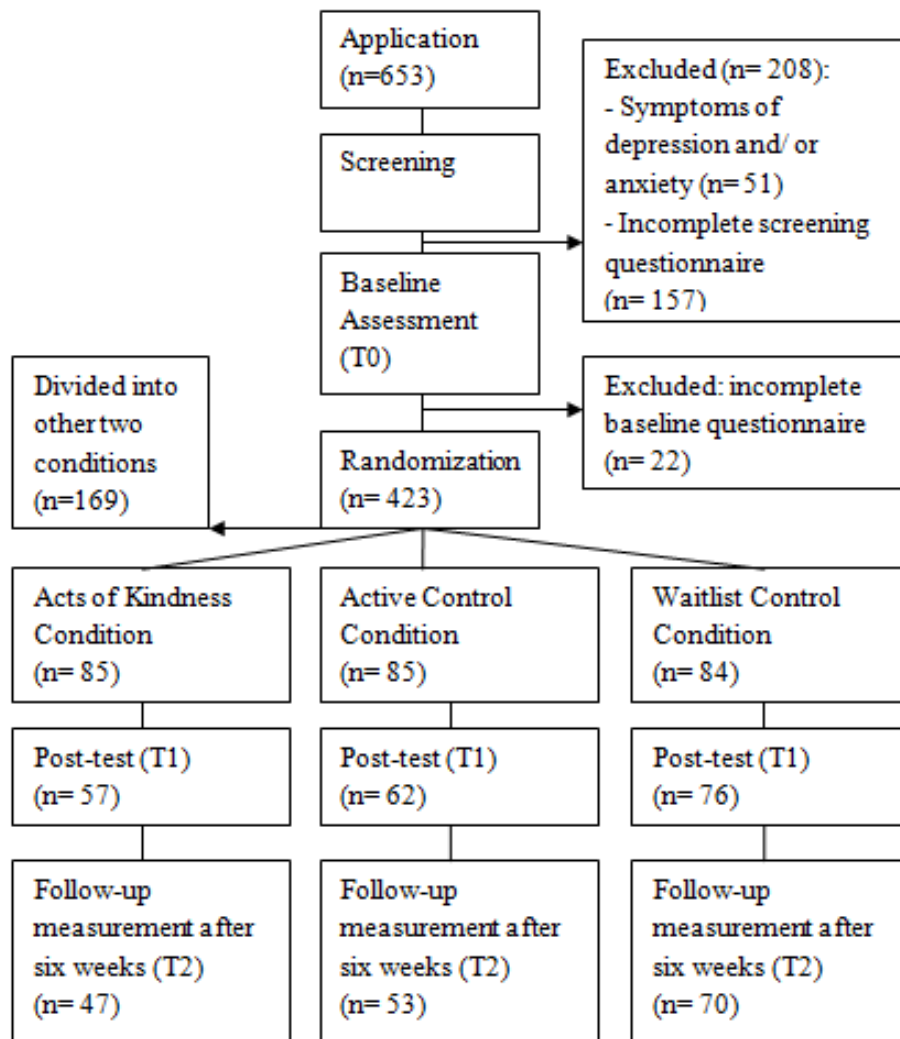 Application
(n=653)
Excluded (n= 208):
- Symptoms of
depression and/ or
anxiety (n= 51)
- Incomplete screening
questionnaire
(n= 157)
Screening
Baseline
Assessment
(T0)
Excluded: incomplete
baseline questionnaire
(n= 22)
Divided into
other two
conditions
(n=169)
Randomization
(n= 423)
Acts of Kindness
Condition
(n= 85)
Active Control
Condition
(n= 85)
Waitlist Control
Condition
(n= 84)
Post-test (T1)
(n= 57)
Post-test (T1)
(n= 62)
Post-test (T1)
(n= 76)
Follow-up
measurement after
six weeks (T2)
(n= 47)
Follow-up
measurement after
six weeks (T2)
(n= 53)
Follow-up
measurement after
six weeks (T2)
(n= 70)